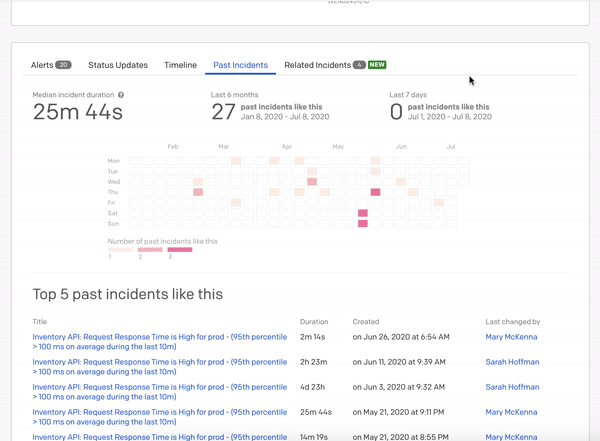 Alerts 20 Status Updates Timeline Past Incidents Related Incidents 4 NEW
Median incident duration ? Last 6 months Last 7 days
25m 44s 27 past incidents like this 0 past incidents like this
Jan 8, 2020 - Jul 8, 2020 Jul 1, 2020 - Jul 8, 2020
Feb Mar Apr May Jun Jul
Mon
Tue
Wed
Thu
Fri
Sat
Sun
Number of past incidents like this
1 2 3
Top 5 past incidents like this
Title Duration Created Last changed by
Inventory API: Request Response Time is High for prod - (95th percentile 2m 14s on Jun 26, 2020 at 6:54 AM Mary McKenna
> 100 ms on average during the last 10m)
Inventory API: Request Response Time is High for prod - (95th percentile 2h 23m on Jun 11, 2020 at 9:39 AM Sarah Hoffman
> 100 ms on average during the last 10m)
Inventory API: Request Response Time is High for prod - (95th percentile 4d 23h on Jun 3, 2020 at 9:32 AM Sarah Hoffman
> 100 ms on average during the last 10m)
Inventory API: Request Response Time is High for prod - (95th percentile 25m 44s on May 21, 2020 at 9:11 PM Mary McKenna
> 100 ms on average during the last 10m)
Inventory API: Request Response Time is High for prod - (95th percentile 14m 19s on May 21, 2020 at 8:55 PM Mary McKenna